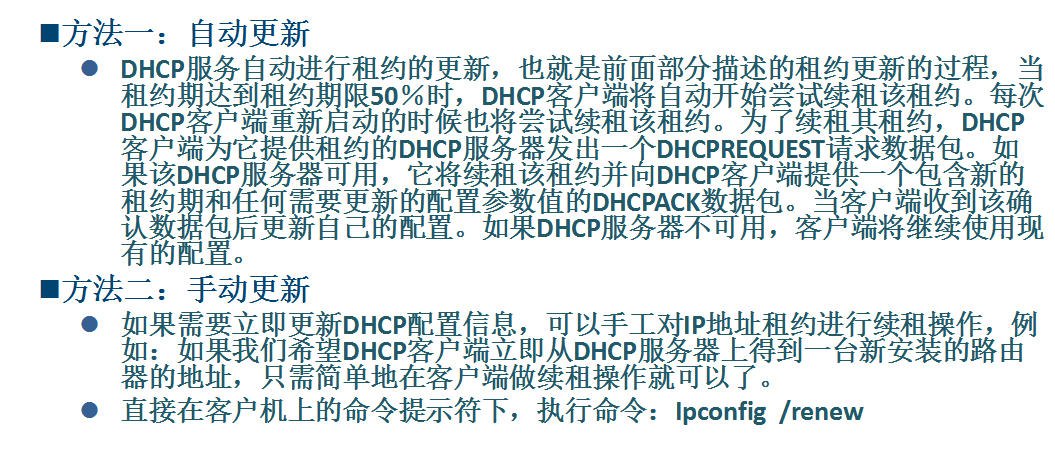 ■方法一：自动更新
● DHCP服务自动进行租约的更新，也就是前面部分描述的租约更新的过程，当
租约期达到租约期限50％时，DHCP客户端将自动开始尝试续租该租约。每次
DHCP客户端重新启动的时候也将尝试续租该租约。为了续租其租约，DHCP
客户端为它提供租约的DHCP服务器发出一个DHCPREQUEST请求数据包。如
果该DHCP服务器可用，它将续租该租约并向DHCP客户端提供一个包含新的
租约期和任何需要更新的配置参数值的DHCPACK数据包。当客户端收到该确
认数据包后更新自己的配置。如果DHCP服务器不可用，客户端将继续使用现
有的配置。
■方法二：手动更新
● 如果需要立即更新DHCP配置信息，可以手工对IP地址租约进行续租操作，例
如：如果我们希望DHCP客户端立即从DHCP服务器上得到一台新安装的路由
器的地址，只需简单地在客户端做续租操作就可以了。
● 直接在客户机上的命令提示符下，执行命令：Ipconfig /renew